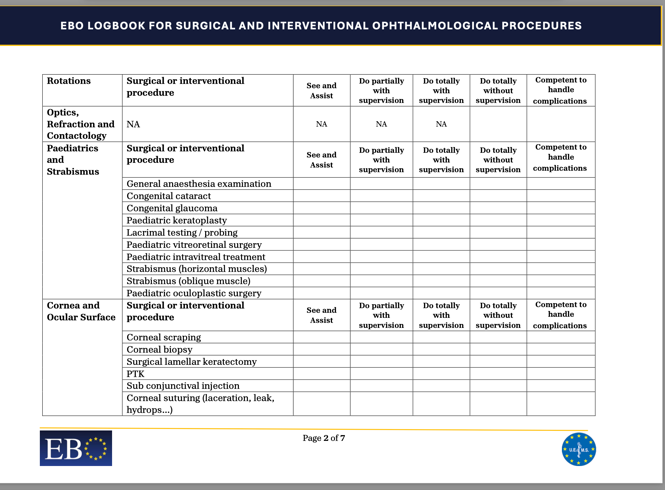 EBO LOGBOOK FOR SURGICAL AND INTERVENTIONAL OPHTHALMOLOGICAL PROCEDURES
Rotations
Surgical or interventional
procedure
See and
Assist
Do partially
with
supervision
Do totally
with
supervision
Do totally
without
supervision
Competent to
handle
complications
Optics,
Refraction and
Contactology
NA
NA
NA
NA
Paediatrics
and
Strabismus
Surgical or interventional
procedure
See and
Assist
Do partially
with
supervision
Do totally
with
supervision
Do totally
without
supervision
Competent to
handle
complications
General anaesthesia examination
Congenital cataract
Congenital glaucoma
Paediatric keratoplasty
Lacrimal testing / probing
Paediatric vitreoretinal surgery
Paediatric intravitreal treatment
Strabismus (horizontal muscles)
Strabismus (oblique muscle)
Paediatric oculoplastic surgery
Cornea and
Ocular Surface
Surgical or interventional
procedure
See and
Assist
Do partially
with
supervision
Do totally
with
supervision
Do totally
without
supervision
Competent to
handle
complications
Corneal scraping
Corneal biopsy
Surgical lamellar keratectomy
PTK
Sub conjunctival injection
Corneal suturing (laceration, leak,
hydrops...)
Page 2 of 7
EBO
U.E.M.S.